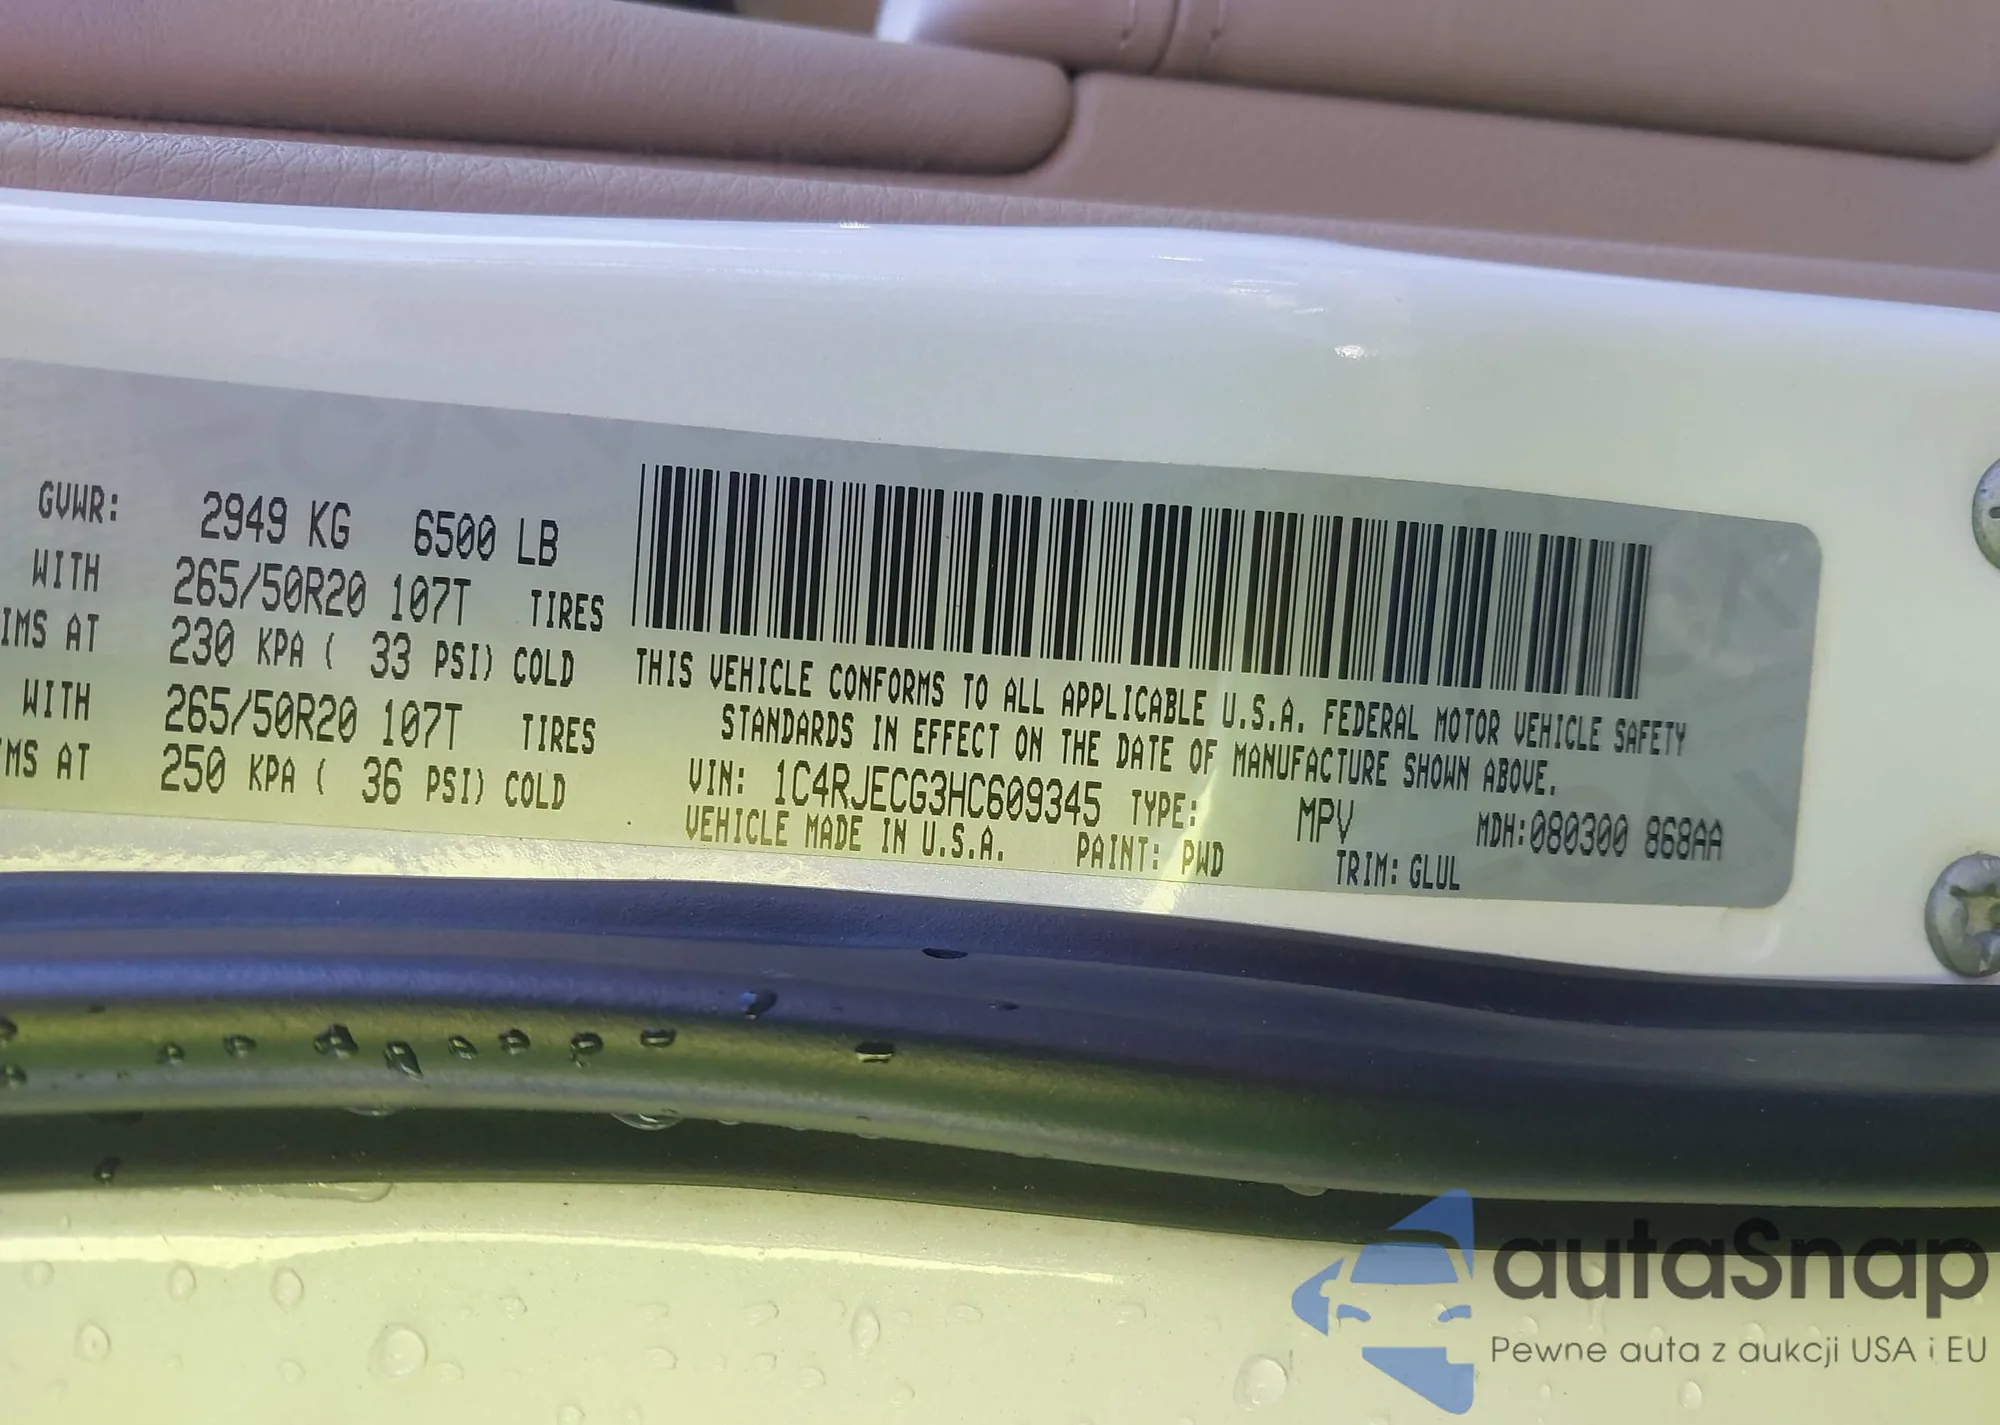 GVWR: 2949 KG 6500 LB
WITH 265/50R20 107T TIRES
IMS AT 230 KPA ( 33 PSI) COLD
WITH 265/50R20 107T TIRES
IMS AT 250 KPA ( 36 PSI) COLD
THIS VEHICLE CONFORMS TO ALL APPLICABLE U.S.A. FEDERAL MOTOR VEHICLE SAFETY
STANDARDS IN EFFECT ON THE DATE OF MANUFACTURE SHOWN ABOVE.
VIN: 1C4RJECG3HC609345 TYPE: MPV MDH:080300 868AA
VEHICLE MADE IN U.S.A. PAINT: PWD TRIM: GLUL
autaSnap
Pewne auta z aukcji USA i EU